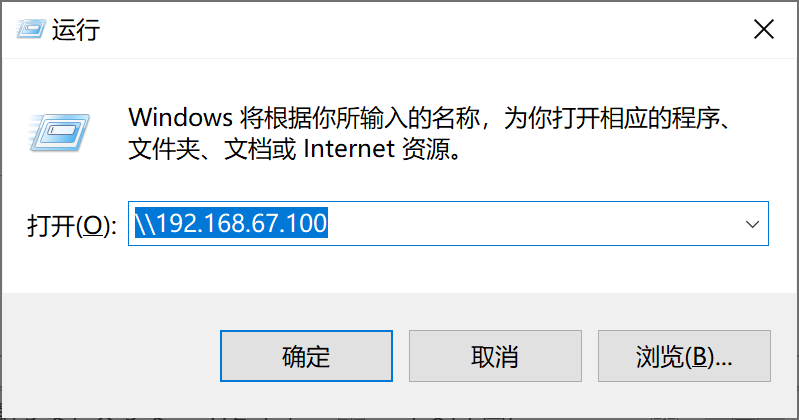 运行
Windows 将根据你所输入的名称，为你打开相应的程序、
文件夹、文档或 Internet 资源。
打开(O): \\192.168.67.100
确定 取消 浏览(B)...